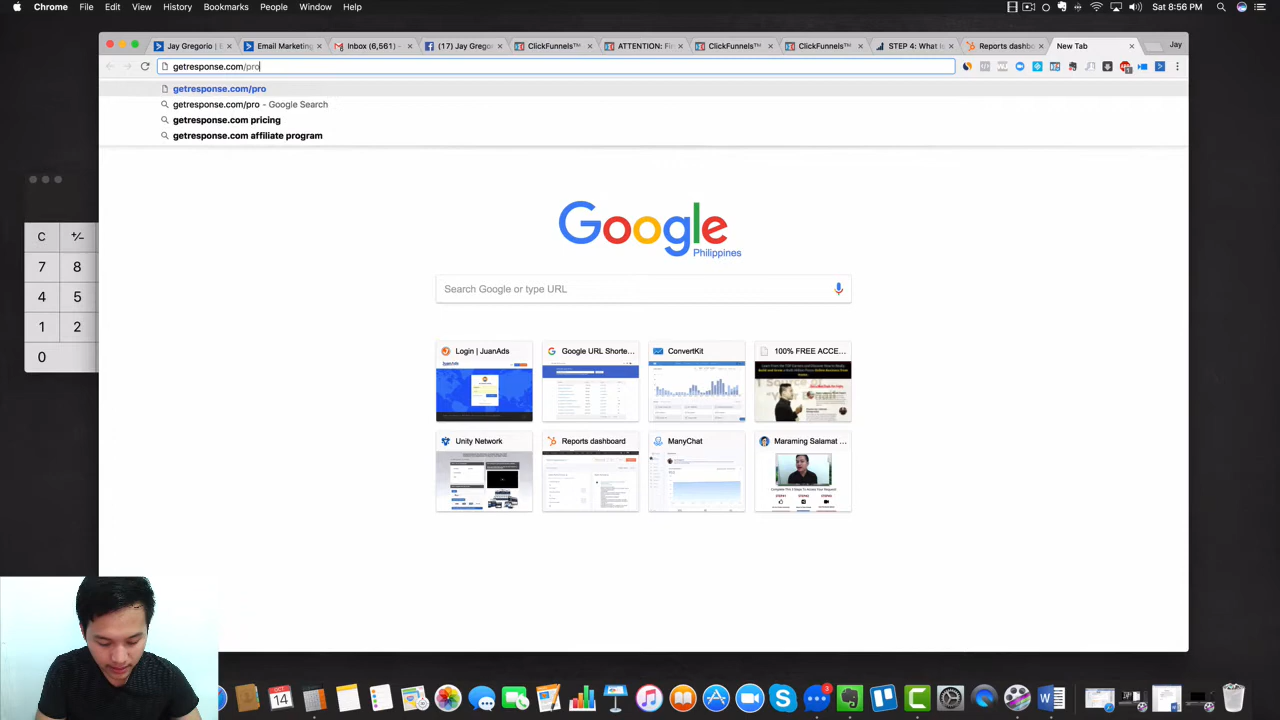 Chrome File Edit View History Bookmarks People Window Help
Sat 8:56 PM
Jay Gregorio |
Email Marketing
Inbox (6,561) -
(17) Jay Gregor
ClickFunnels™
ATTENTION: Fi
ClickFunnels™
ClickFunnels™
STEP 4: What i
Reports dashb
New Tab
Jay
getresponse.com/pro
getresponse.com/pro
getresponse.com/pro - Google Search
getresponse.com pricing
getresponse.com affiliate program
C +/-
7 8
4 5
1 2
0
Google
Philippines
Search Google or type URL
Login | JuanAds
Google URL Shorte...
ConvertKit
100% FREE ACCE...
Unity Network
Reports dashboard
ManyChat
Maraming Salamat ...
OCT
14
3